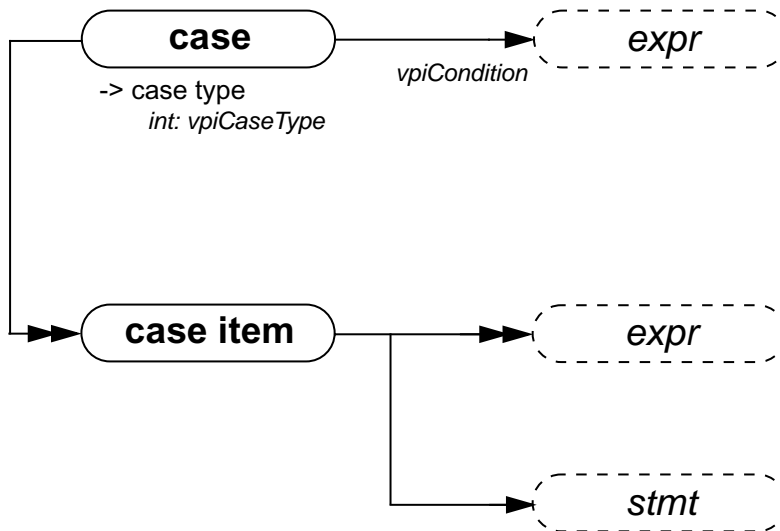 case
expr
vpiCondition
-> case type
int: vpiCaseType
case item
expr
stmt